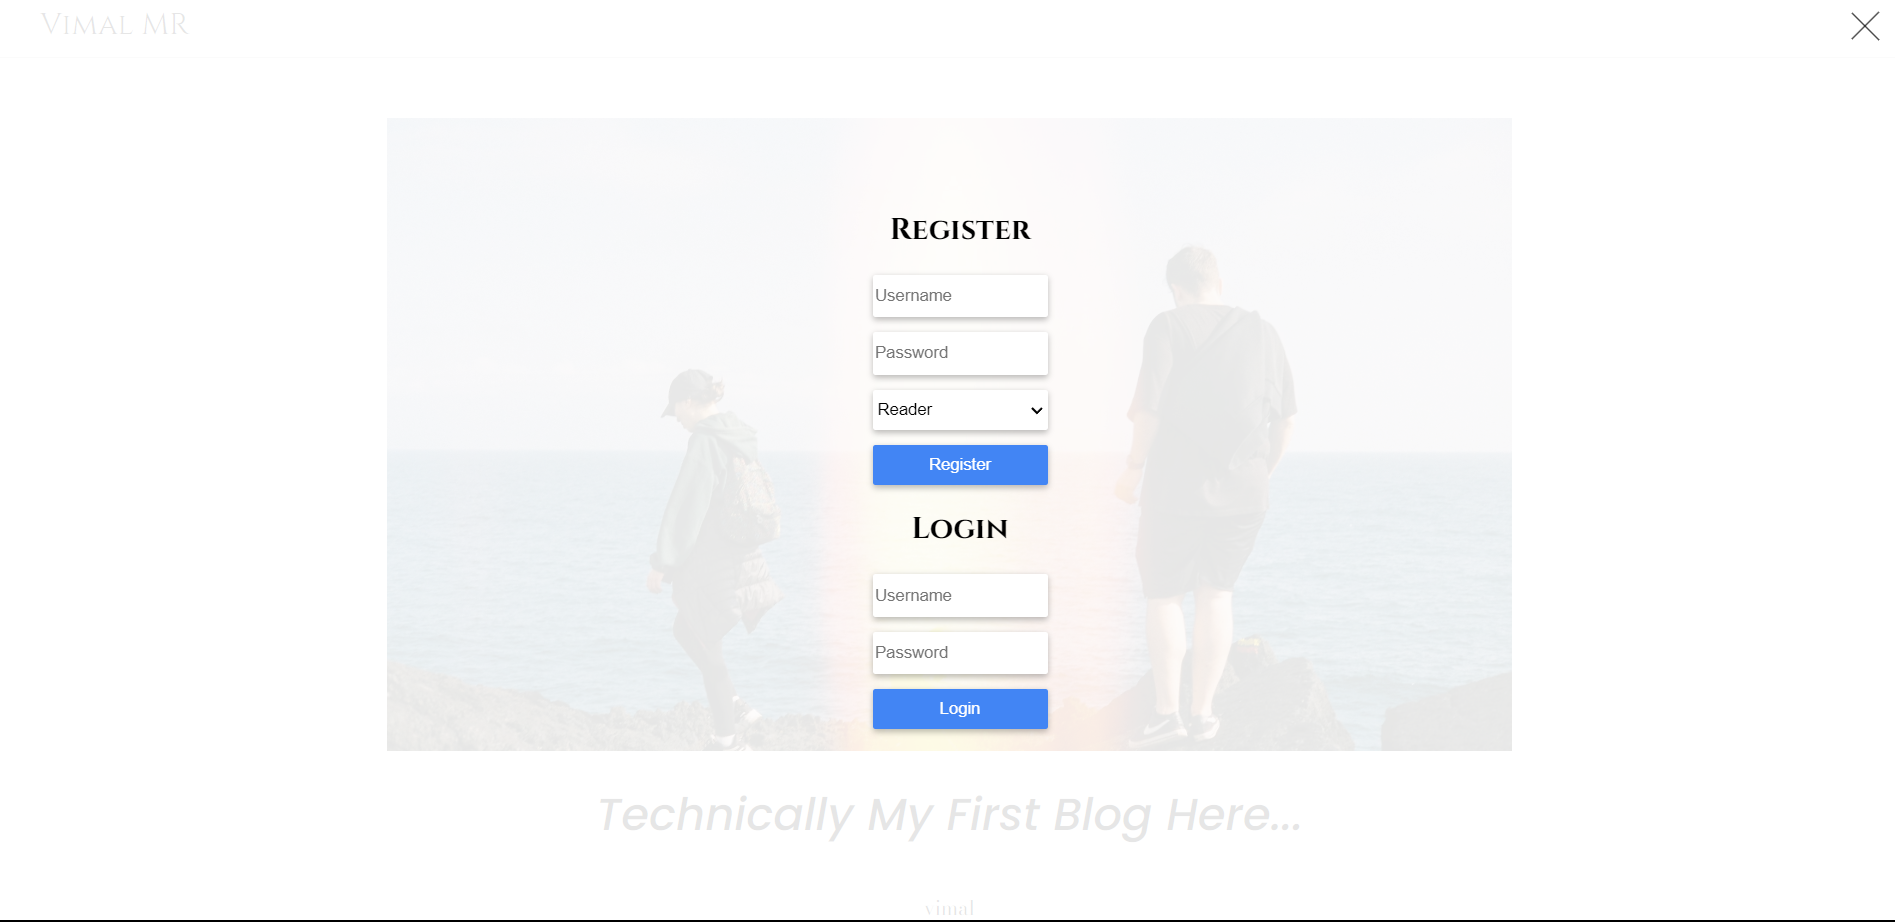 Vimal MR
Register
Username
Password
Reader
Register
Login
Username
Password
Login
Technically My First Blog Here...
vimal